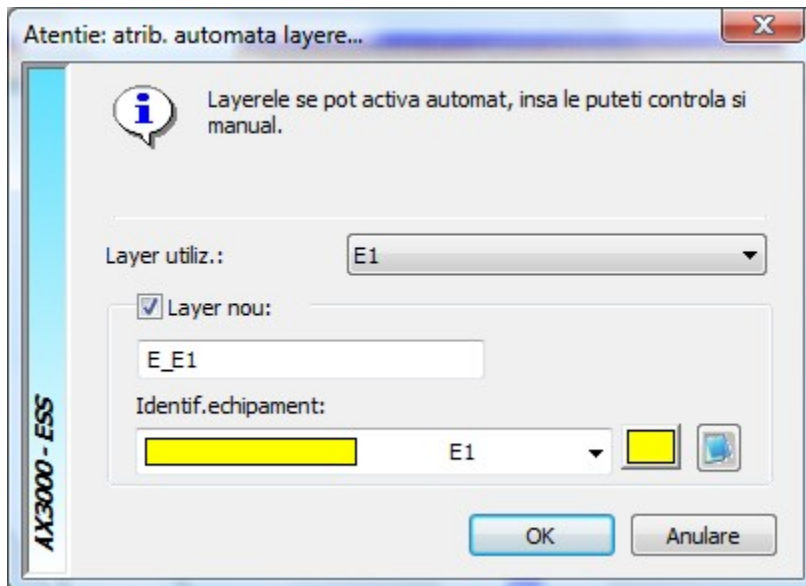 Atentie: atrib. automata layere...
Layerele se pot activa automat, insa le puteti controla si
manual.
Layer utiliz.:
E1
Layer nou:
E_E1
Identif.echipament:
E1
AX3000 - ESS
OK
Anulare